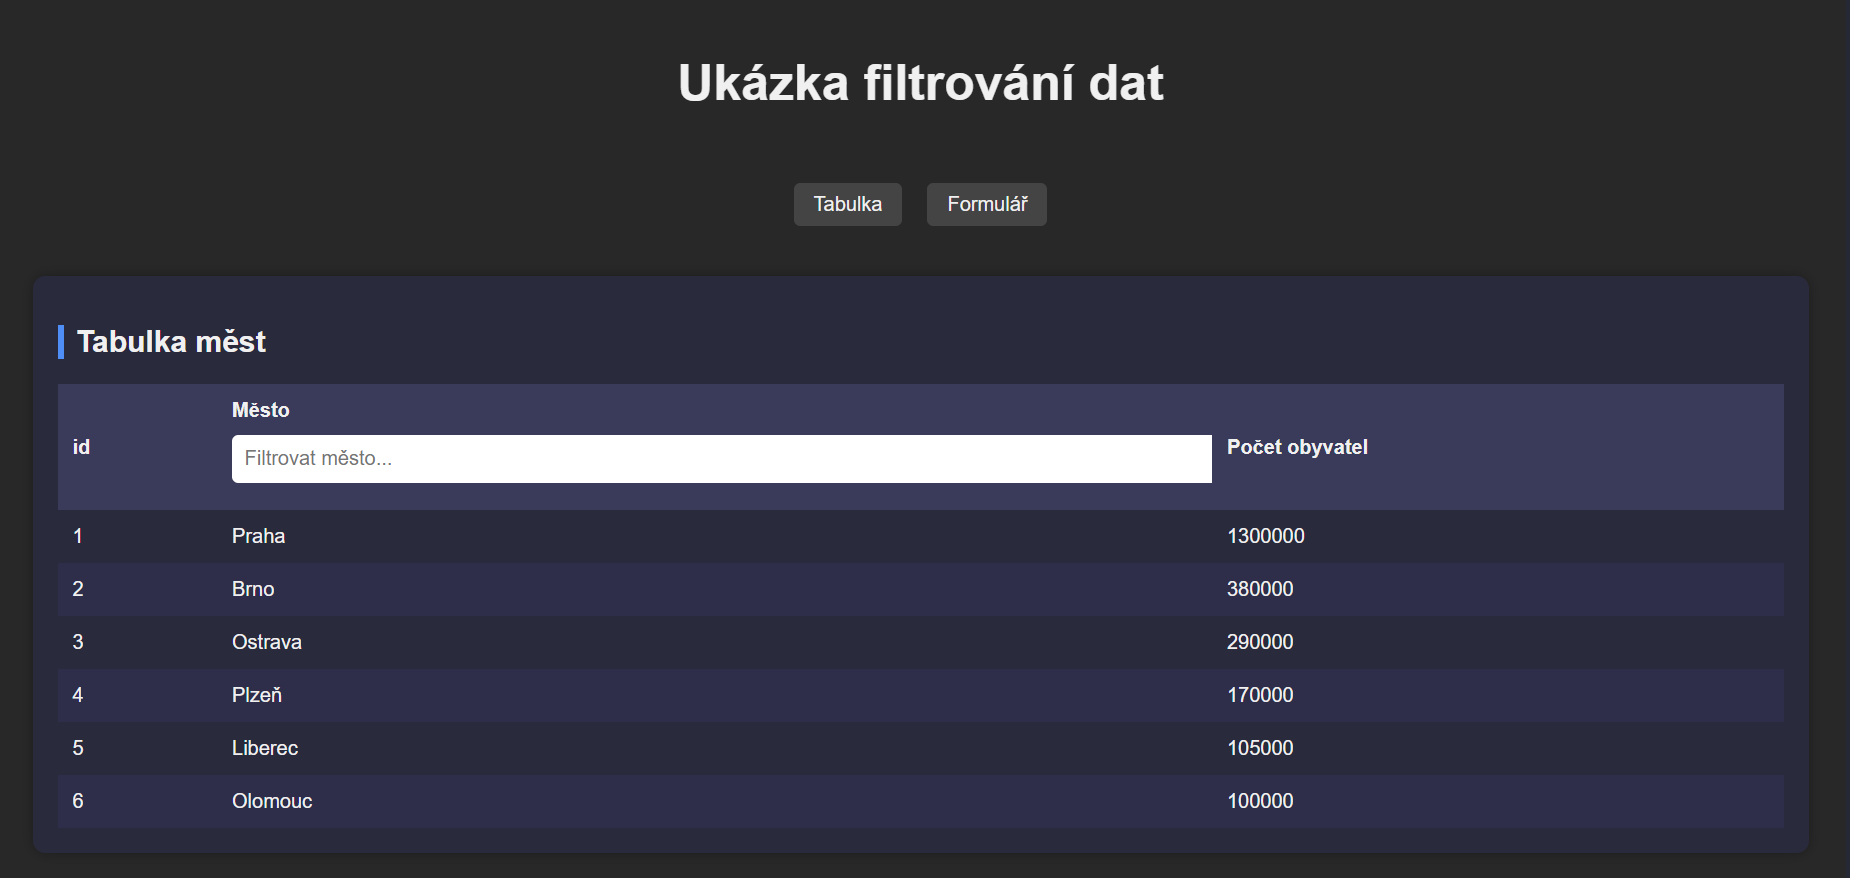 Ukázka filtrování dat
Tabulka Formulář
Tabulka měst
id Město Počet obyvatel
Filtrovat město...
1 Praha 1300000
2 Brno 380000
3 Ostrava 290000
4 Plzeň 170000
5 Liberec 105000
6 Olomouc 100000